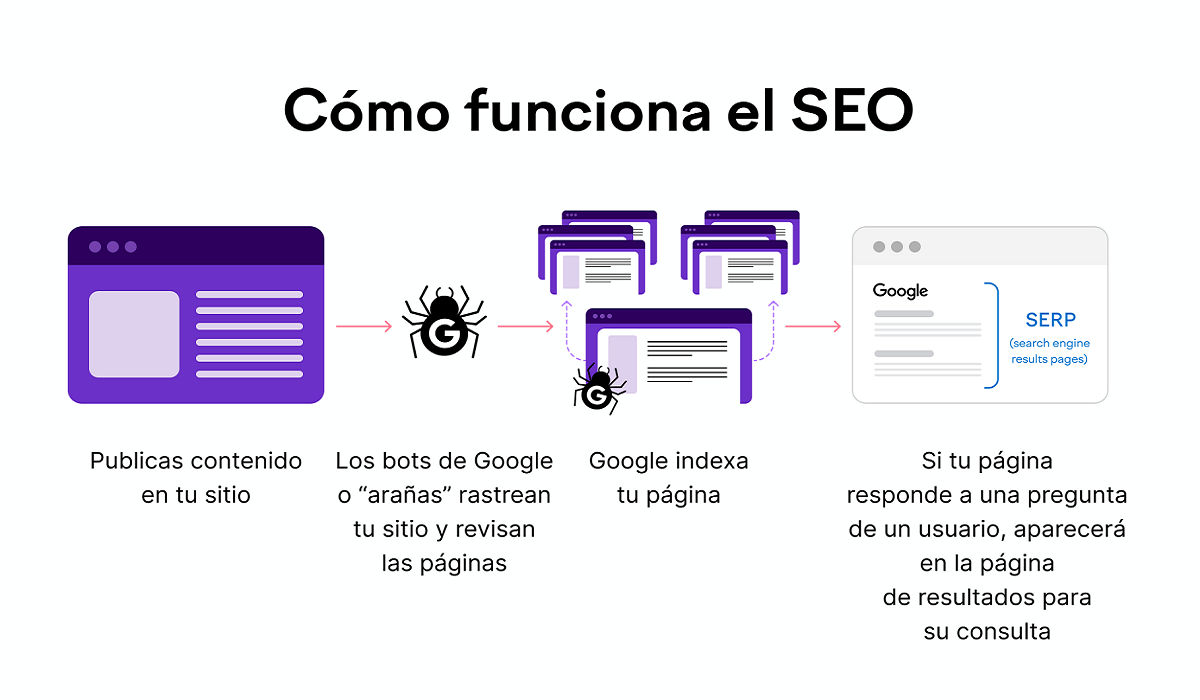 Cómo funciona el SEO
G
G
Google
SERP
(search engine
results pages)
Publicas contenido
en tu sitio
Los bots de Google
o “arañas” rastrean
tu sitio y revisan
las páginas
Google indexa
tu página
Si tu página
responde a una pregunta
de un usuario, aparecerá
en la página
de resultados para
su consulta